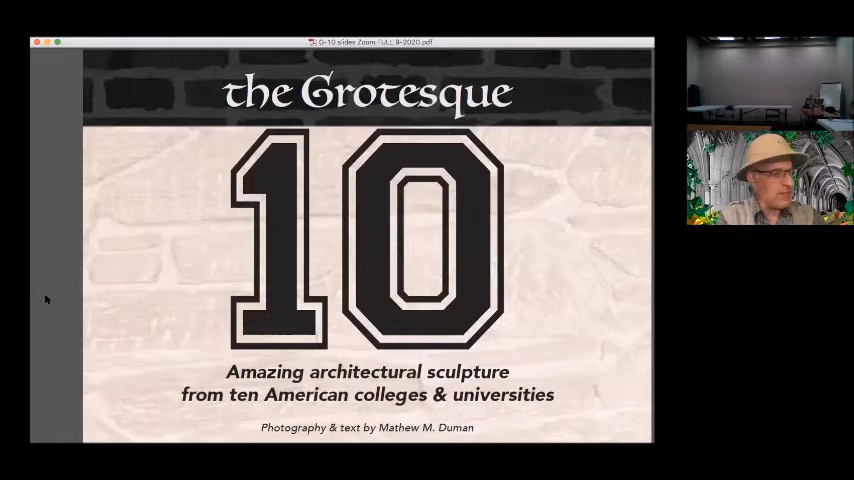 G-10 slides Zoom FULL 9-2020.pdf
the Grotesque
10
Amazing architectural sculpture
from ten American colleges & universities
Photography & text by Mathew M. Duman